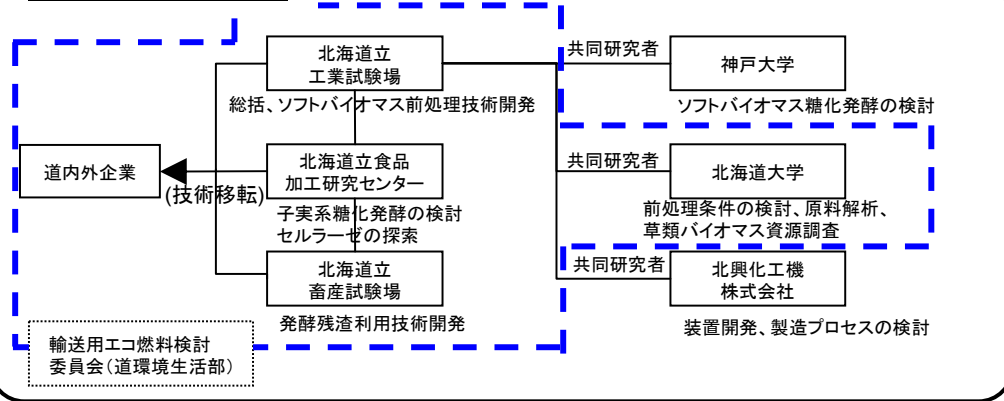 北海道立
工業試験場
総括、ソフトバイオマス前処理技術開発
共同研究者
神戸大学
ソフトバイオマス糖化発酵の検討
道内外企業
(技術移転)
北海道立食品
加工研究センター
子実系糖化発酵の検討
セルラーゼの探索
共同研究者
北海道大学
前処理条件の検討、原料解析、
草類バイオマス資源調査
北海道立
畜産試験場
発酵残渣利用技術開発
共同研究者
北興化工機
株式会社
装置開発、製造プロセスの検討
輸送用エコ燃料検討
委員会(道環境生活部)